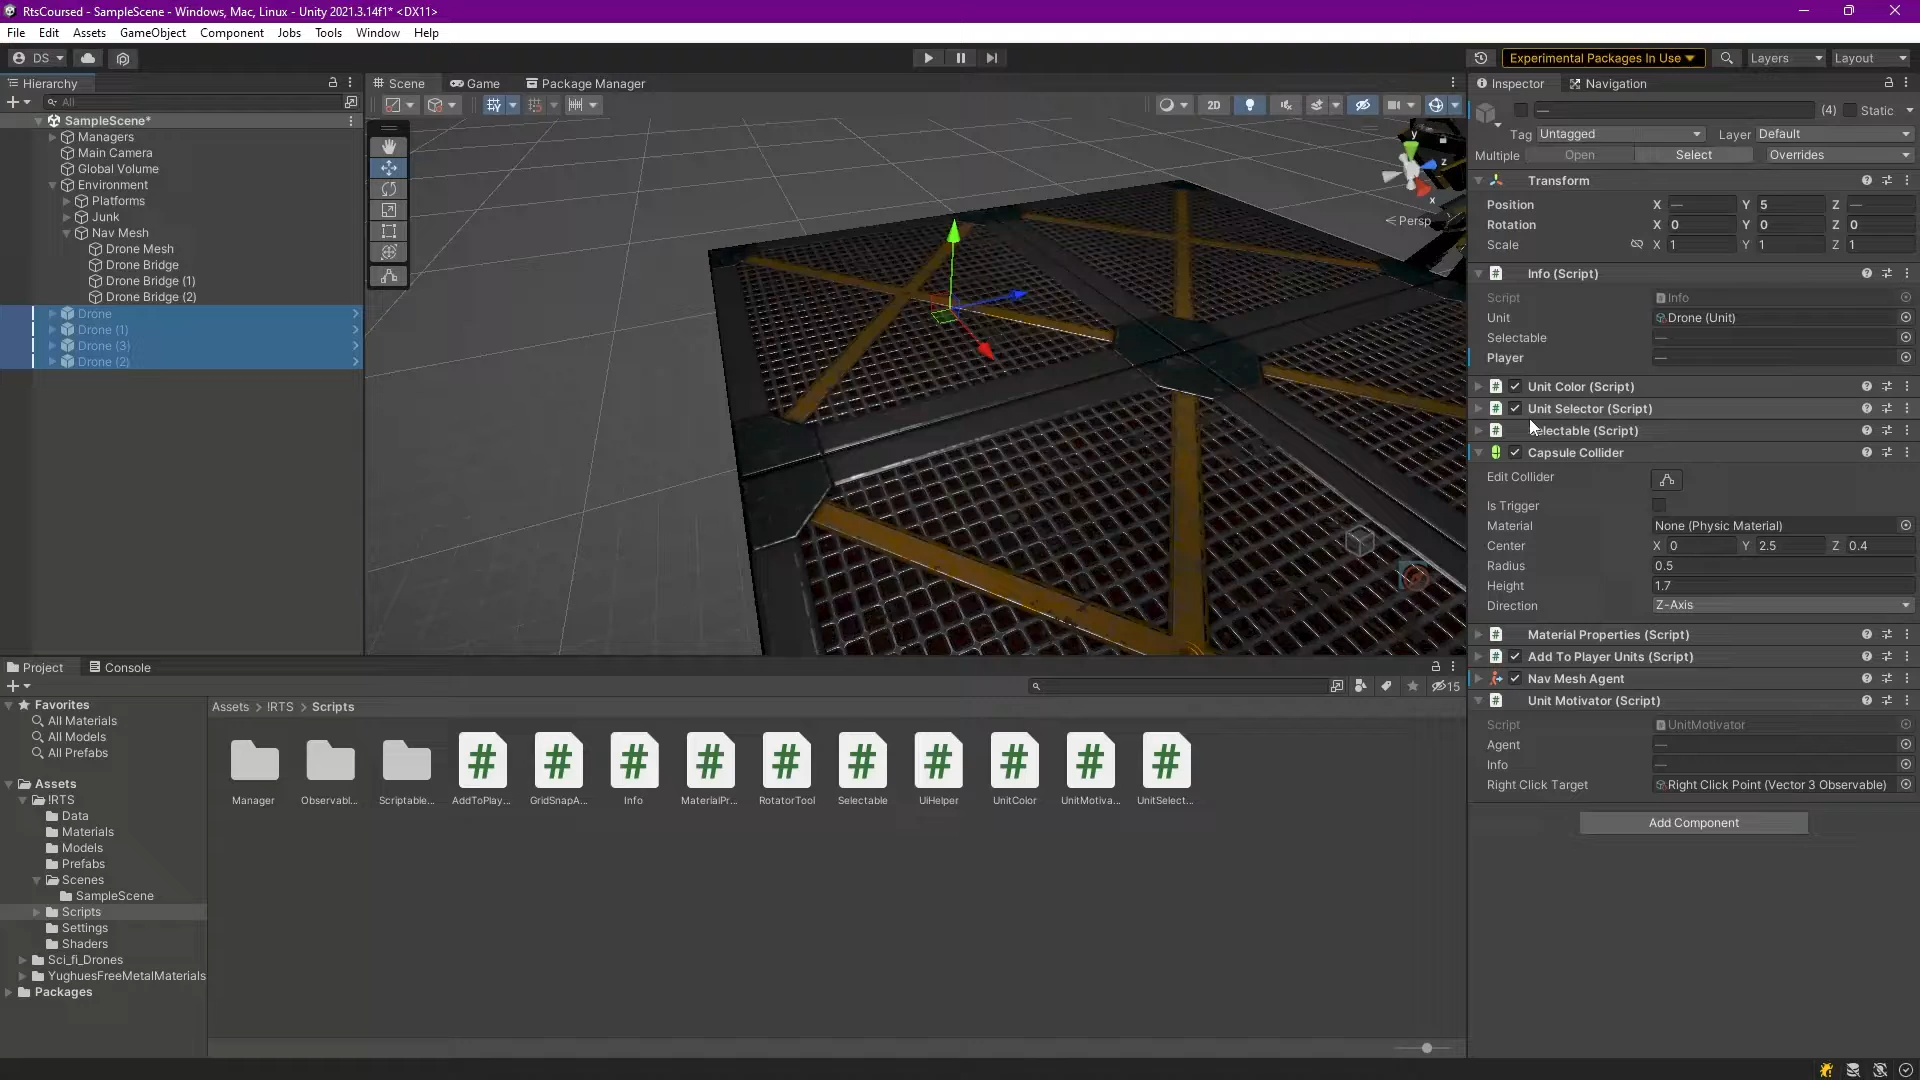 RtsCoursed - SampleScene - Windows, Mac, Linux - Unity 2021.3.14f1* <DX11>
File Edit Assets GameObject Component Jobs Tools Window Help
DS
Experimental Packages In Use
Layers
Layout
Hierarchy
All
SampleScene*
Managers
Main Camera
Global Volume
Environment
Platforms
Junk
Nav Mesh
Drone Mesh
Drone Bridge
Drone Bridge (1)
Drone Bridge (2)
Drone
Drone (1)
Drone (3)
Drone (2)
Scene
Game
Package Manager
2D
y
z
x
Persp
Inspector
Navigation
—
(4)
Static
Tag Untagged
Layer Default
Multiple Open Select Overrides
Transform
Position X — Y 5 Z —
Rotation X 0 Y 0 Z 0
Scale X 1 Y 1 Z 1
Info (Script)
Script Info
Unit Drone (Unit)
Selectable —
Player —
Unit Color (Script)
Unit Selector (Script)
electable (Script)
Capsule Collider
Edit Collider
Is Trigger
Material None (Physic Material)
Center X 0 Y 2.5 Z 0.4
Radius 0.5
Height 1.7
Direction Z-Axis
Material Properties (Script)
Add To Player Units (Script)
Nav Mesh Agent
Unit Motivator (Script)
Script UnitMotivator
Agent —
Info —
Right Click Target Right Click Point (Vector 3 Observable)
Add Component
Project
Console
15
Favorites
All Materials
All Models
All Prefabs
Assets
!RTS
Data
Materials
Models
Prefabs
Scenes
SampleScene
Scripts
Settings
Shaders
Sci_fi_Drones
YughuesFreeMetalMaterials
Packages
Assets > !RTS > Scripts
Manager
Observabl...
Scriptable...
AddToPlay...
GridSnapA...
Info
MaterialPr...
RotatorTool
Selectable
UiHelper
UnitColor
UnitMotiva...
UnitSelect...